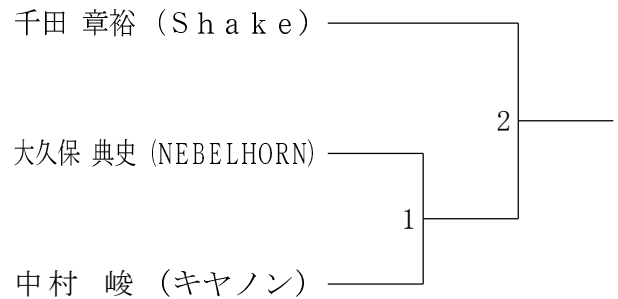 千田 章裕 （Ｓｈａｋｅ）
2
大久保 典史 (NEBELHORN)
1
中村　峻 （キヤノン）